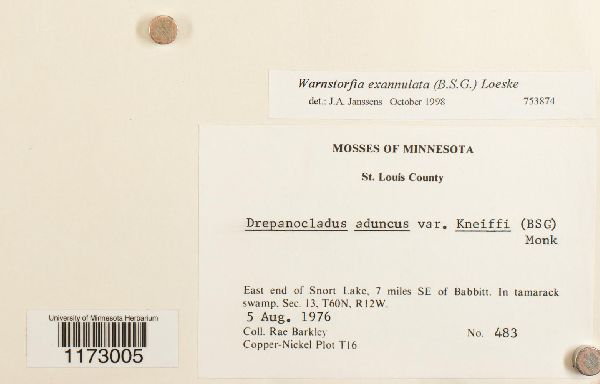 Warnstorfia exannulata (B.S.G.) Loeske
det.: J.A. Janssens October 1998 753874
MOSSES OF MINNESOTA
St. Louis County
Drepanocladus aduncus var. Kneiffi (BSG)
Monk
East end of Snort Lake, 7 miles SE of Babbitt. In tamarack
swamp. Sec. 13, T60N, R12W.
5 Aug. 1976
Coll. Rae Barkley No. 483
Copper-Nickel Plot T16
University of Minnesota Herbarium
1173005